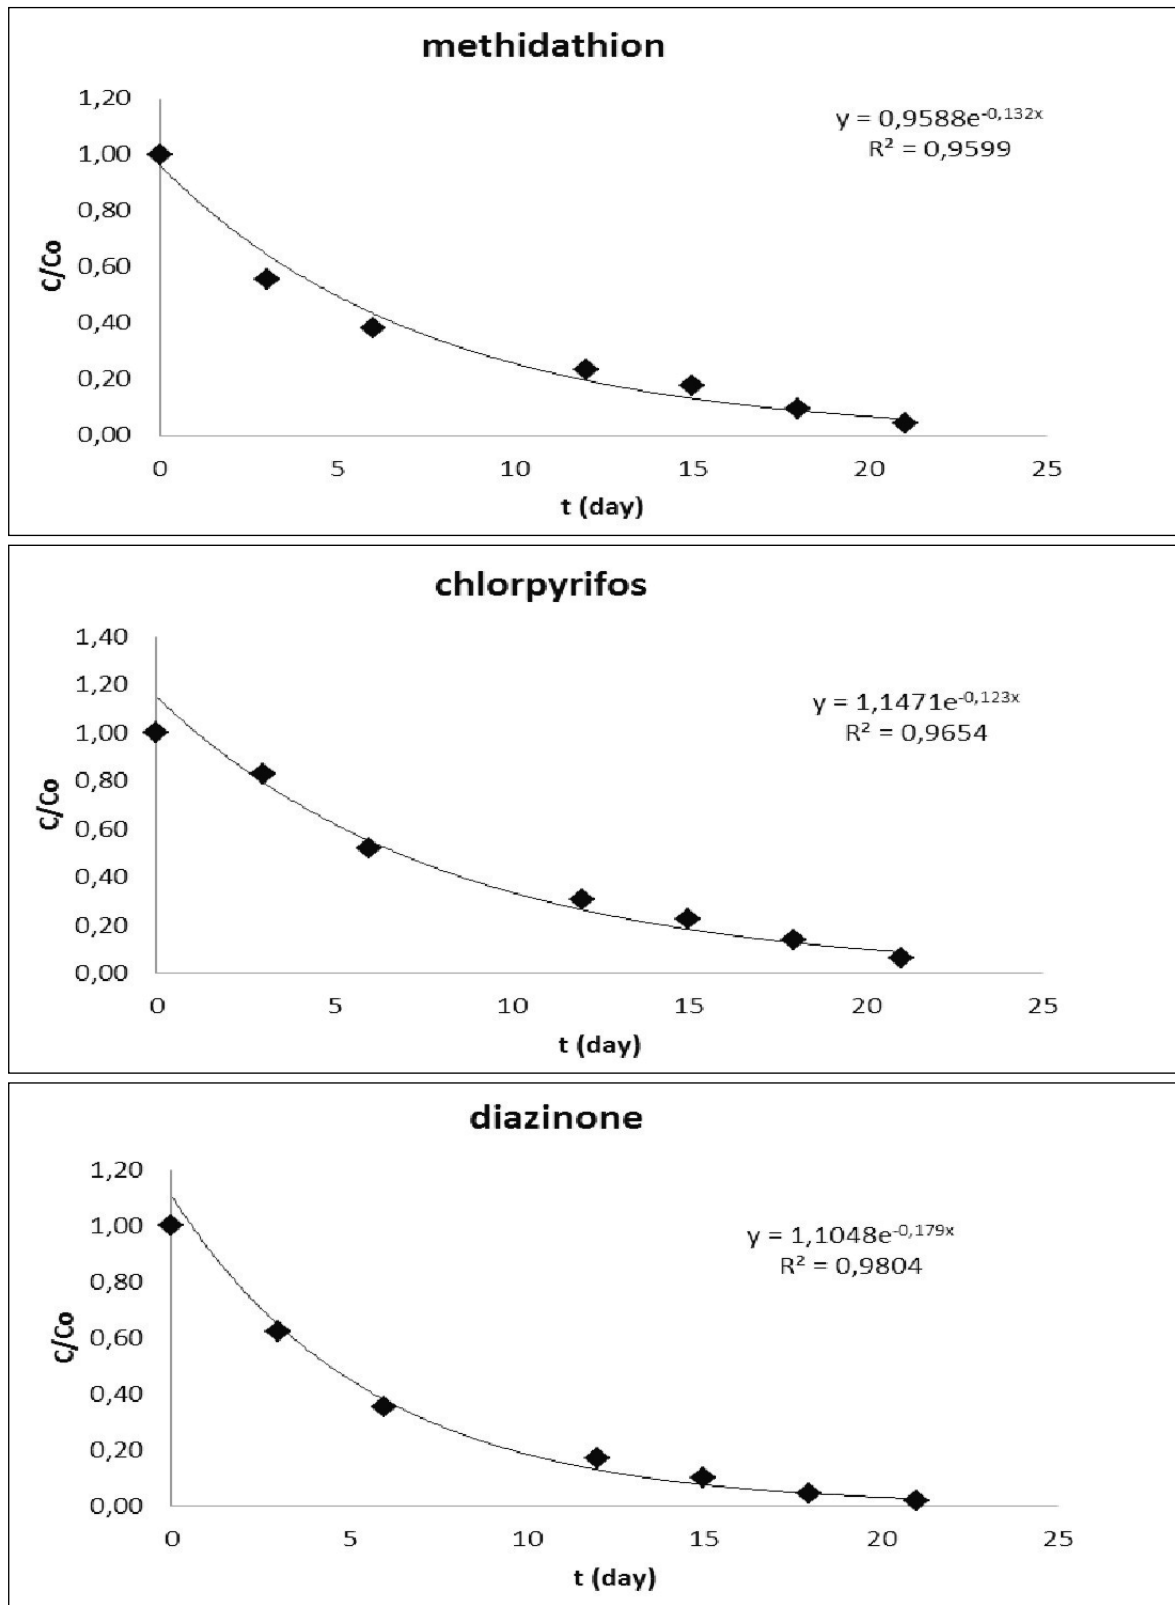 methidathion
y = 0,9588e^-0,132x
R² = 0,9599
1,20
1,00
0,80
0,60
0,40
0,20
0,00
C/Co
0 5 10 15 20 25
t (day)
chlorpyrifos
y = 1,1471e^-0,123x
R² = 0,9654
1,40
1,20
1,00
0,80
0,60
0,40
0,20
0,00
C/Co
0 5 10 15 20 25
t (day)
diazinone
y = 1,1048e^-0,179x
R² = 0,9804
1,20
1,00
0,80
0,60
0,40
0,20
0,00
C/Co
0 5 10 15 20 25
t (day)